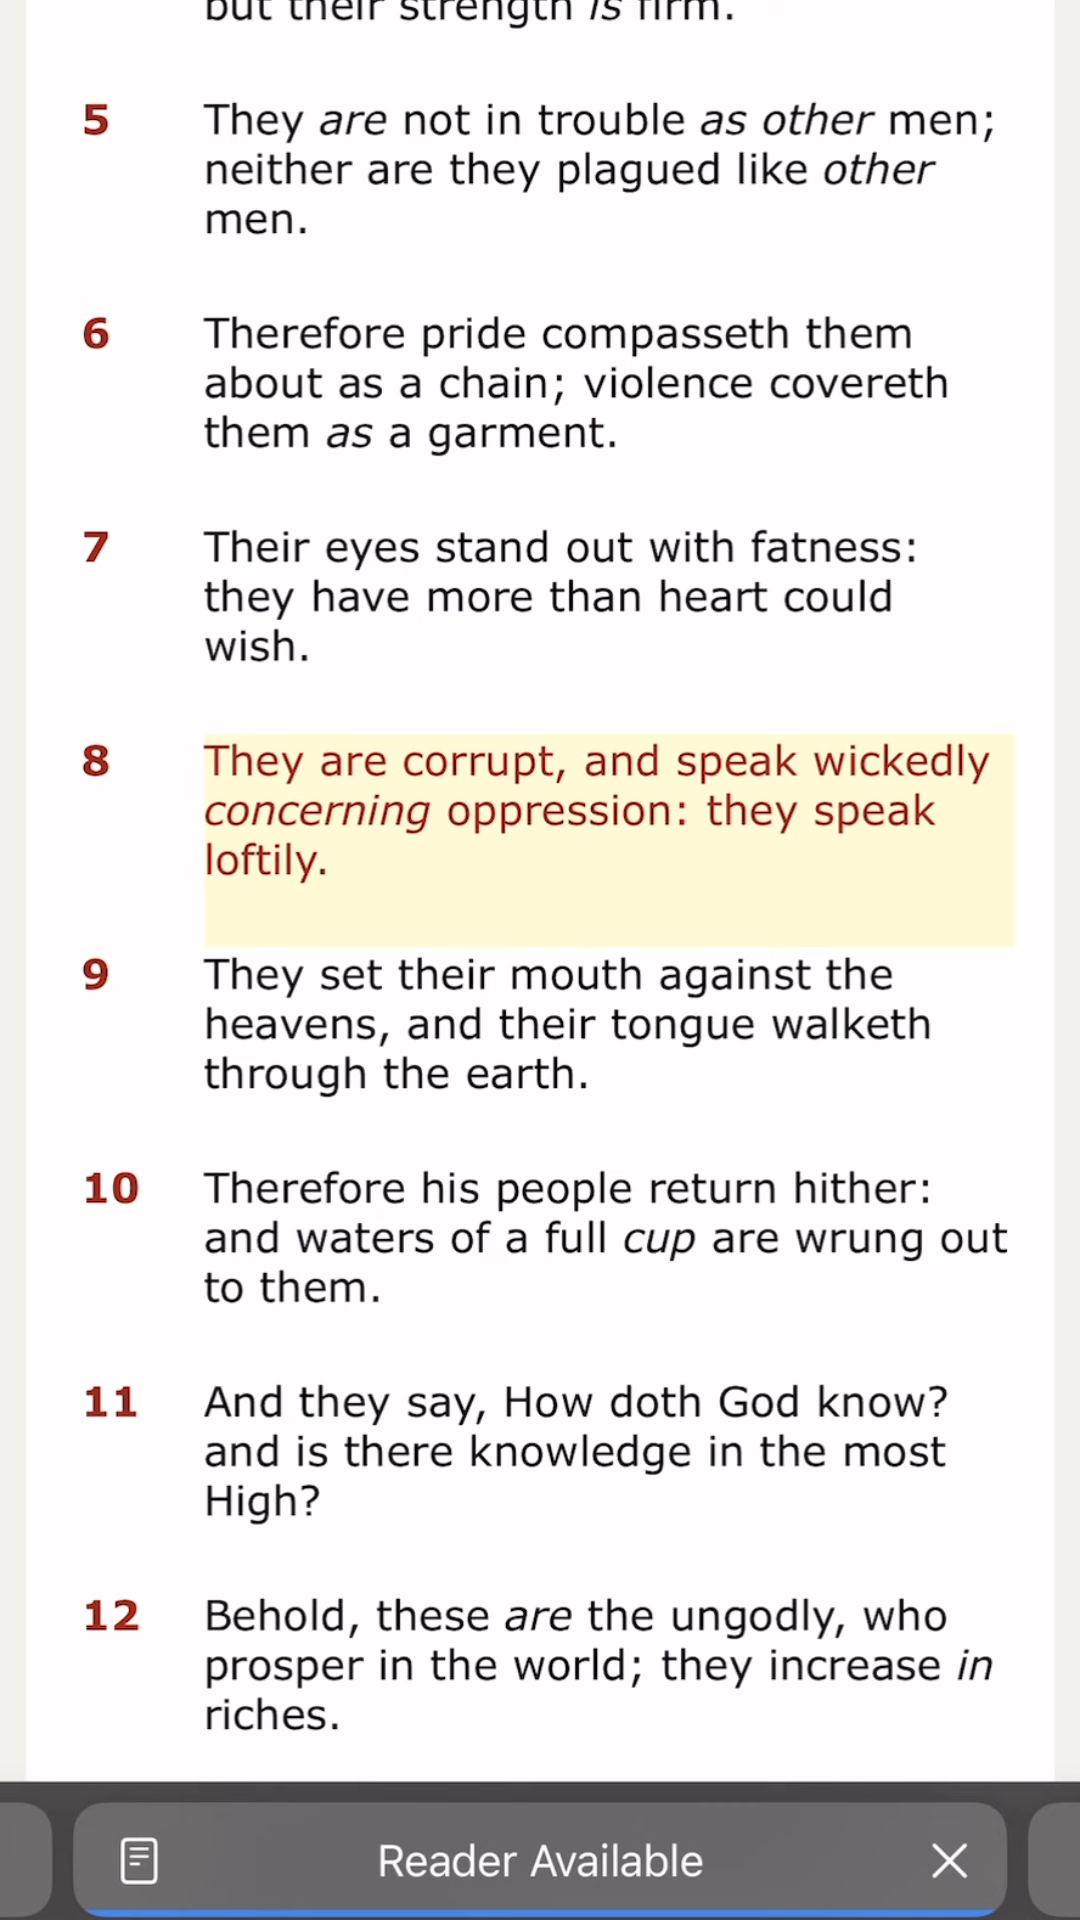 but their strength is firm.
5 They are not in trouble as other men;
neither are they plagued like other
men.
6 Therefore pride compasseth them
about as a chain; violence covereth
them as a garment.
7 Their eyes stand out with fatness:
they have more than heart could
wish.
8 They are corrupt, and speak wickedly
concerning oppression: they speak
loftily.
9 They set their mouth against the
heavens, and their tongue walketh
through the earth.
10 Therefore his people return hither:
and waters of a full cup are wrung out
to them.
11 And they say, How doth God know?
and is there knowledge in the most
High?
12 Behold, these are the ungodly, who
prosper in the world; they increase in
riches.
Reader Available